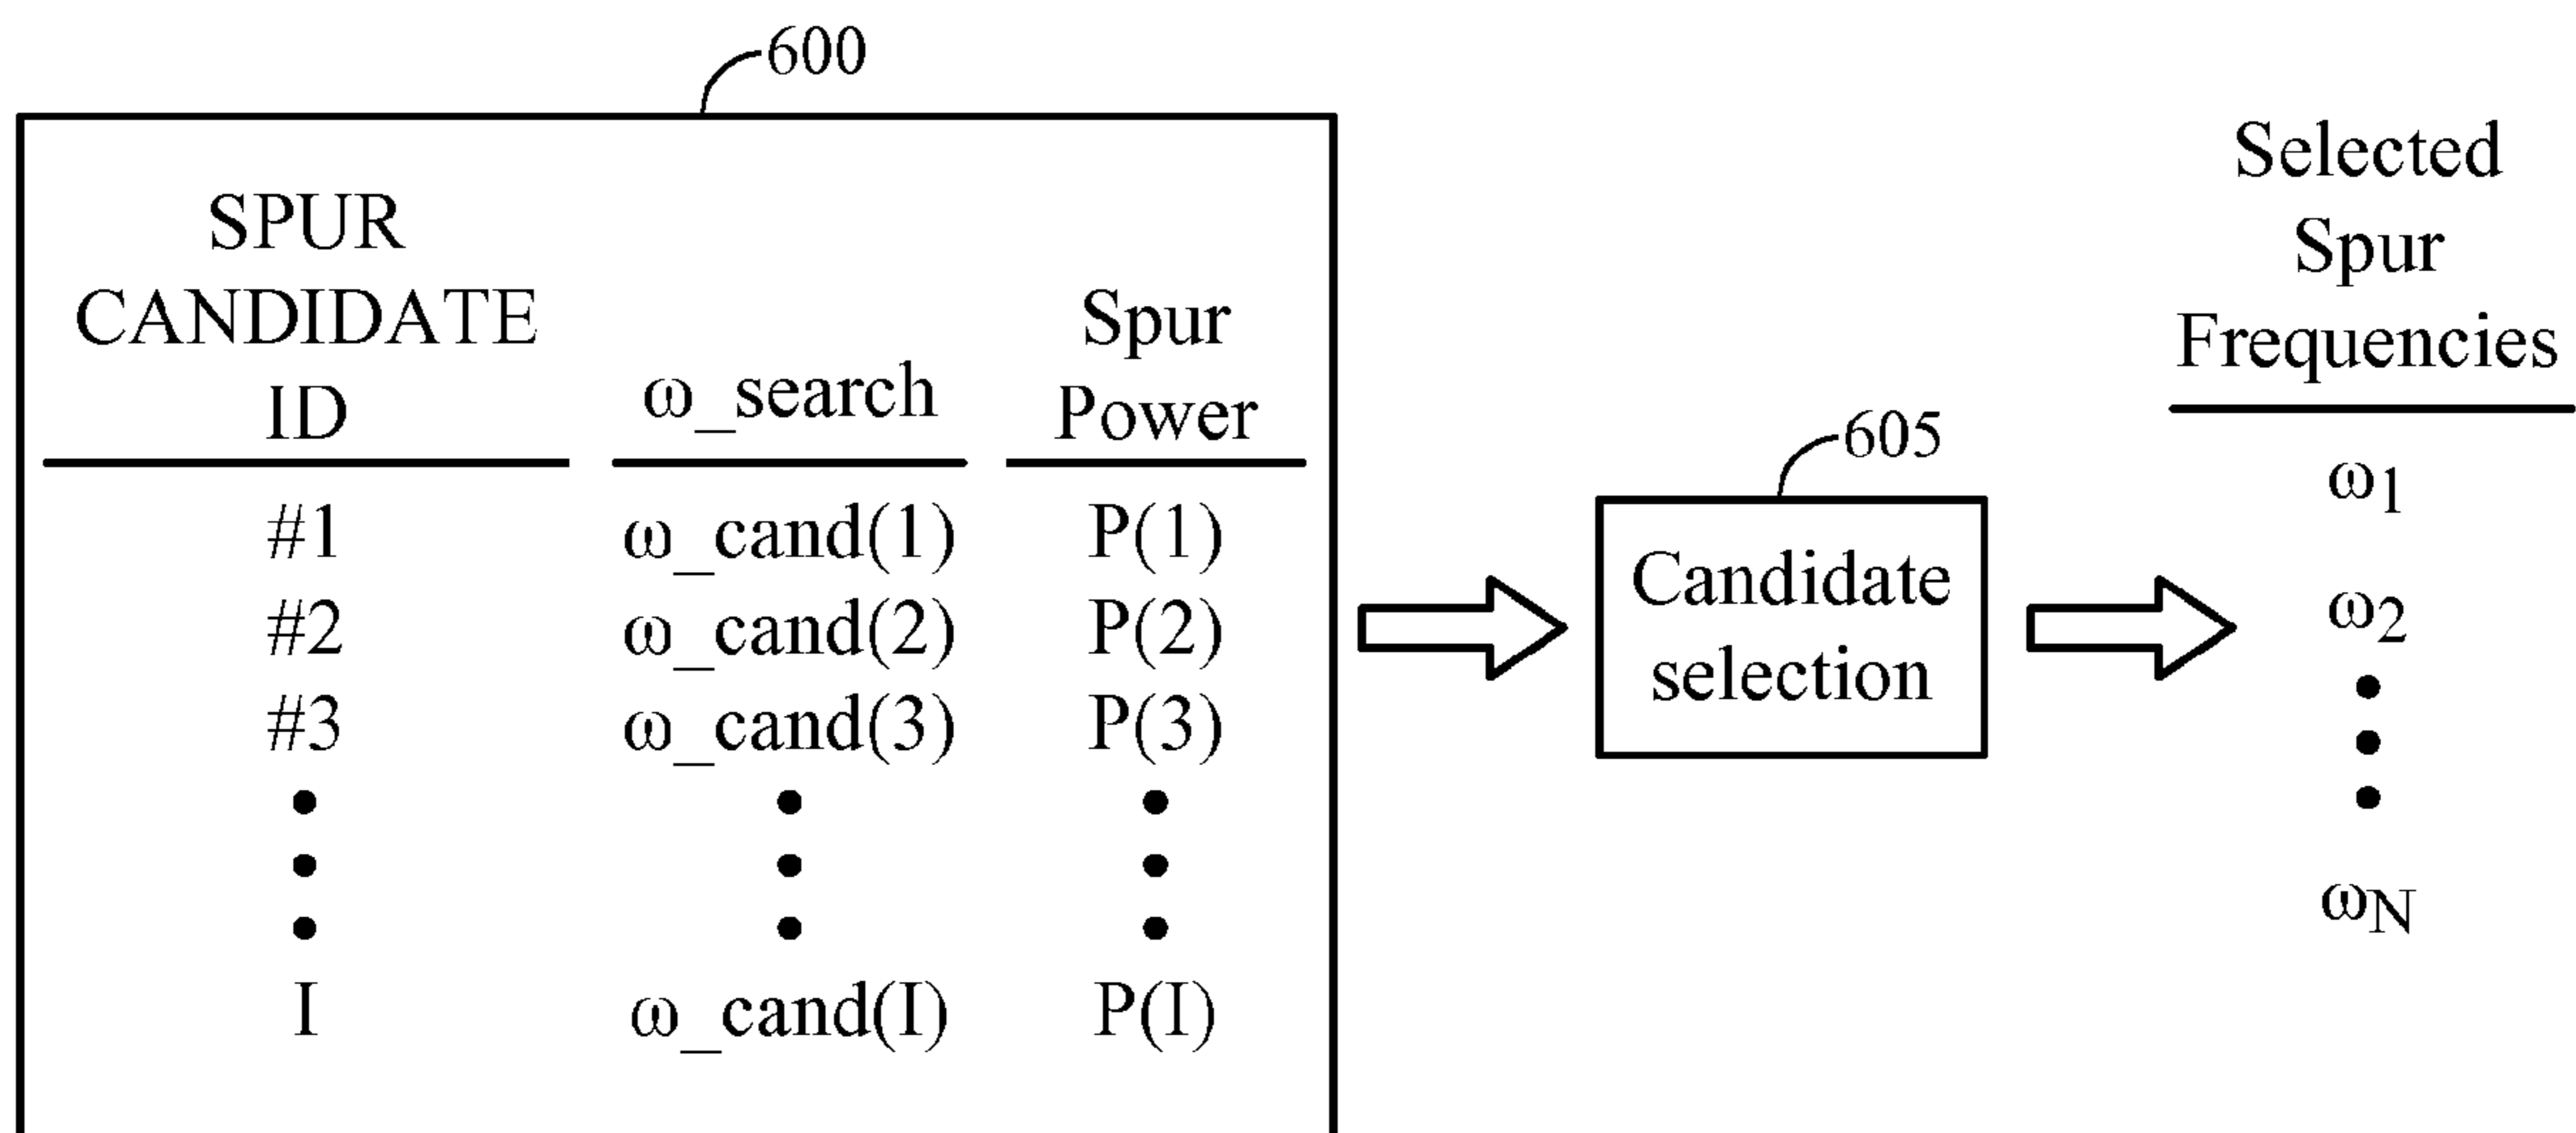 600
SPUR
CANDIDATE
ID
ω_search
Spur
Power
#1 ω_cand(1) P(1)
#2 ω_cand(2) P(2)
#3 ω_cand(3) P(3)
I ω_cand(I) P(I)
605
Candidate
selection
Selected
Spur
Frequencies
ω1
ω2
ωN